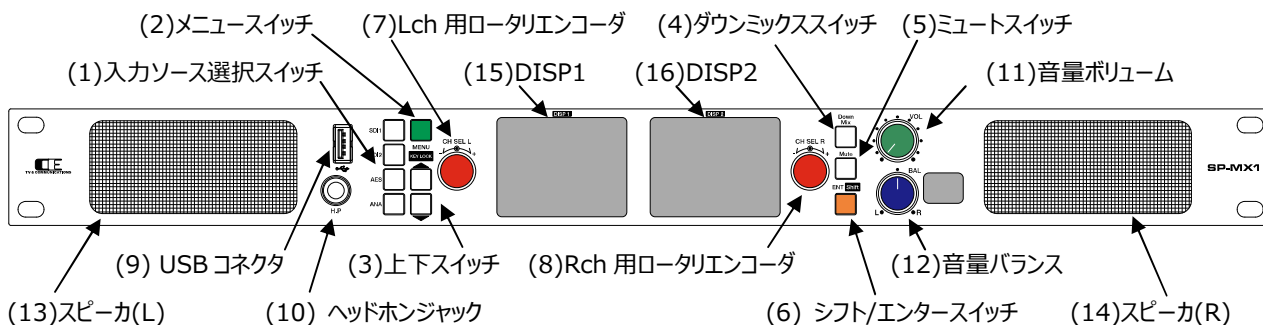 (2)メニュースイッチ
(7)Lch 用ロータリエンコーダ
(4)ダウンミックススイッチ
(5)ミュートスイッチ
(1)入力ソース選択スイッチ
(15)DISP1
(16)DISP2
(11)音量ボリューム
DISP 1
DISP 2
Down
Mix
VOL
SDI1
MENU
KEY LOCK
CH SEL L
- +
CH SEL R
- +
Mute
TV & COMMUNICATIONS
AES
ENT Shift
BAL
SP-MX1
H.P
ANA
L R
(9) USB コネクタ
(3)上下スイッチ
(8)Rch 用ロータリエンコーダ
(12)音量バランス
(13)スピーカ(L)
(10) ヘッドホンジャック
(6) シフト/エンタースイッチ
(14)スピーカ(R)